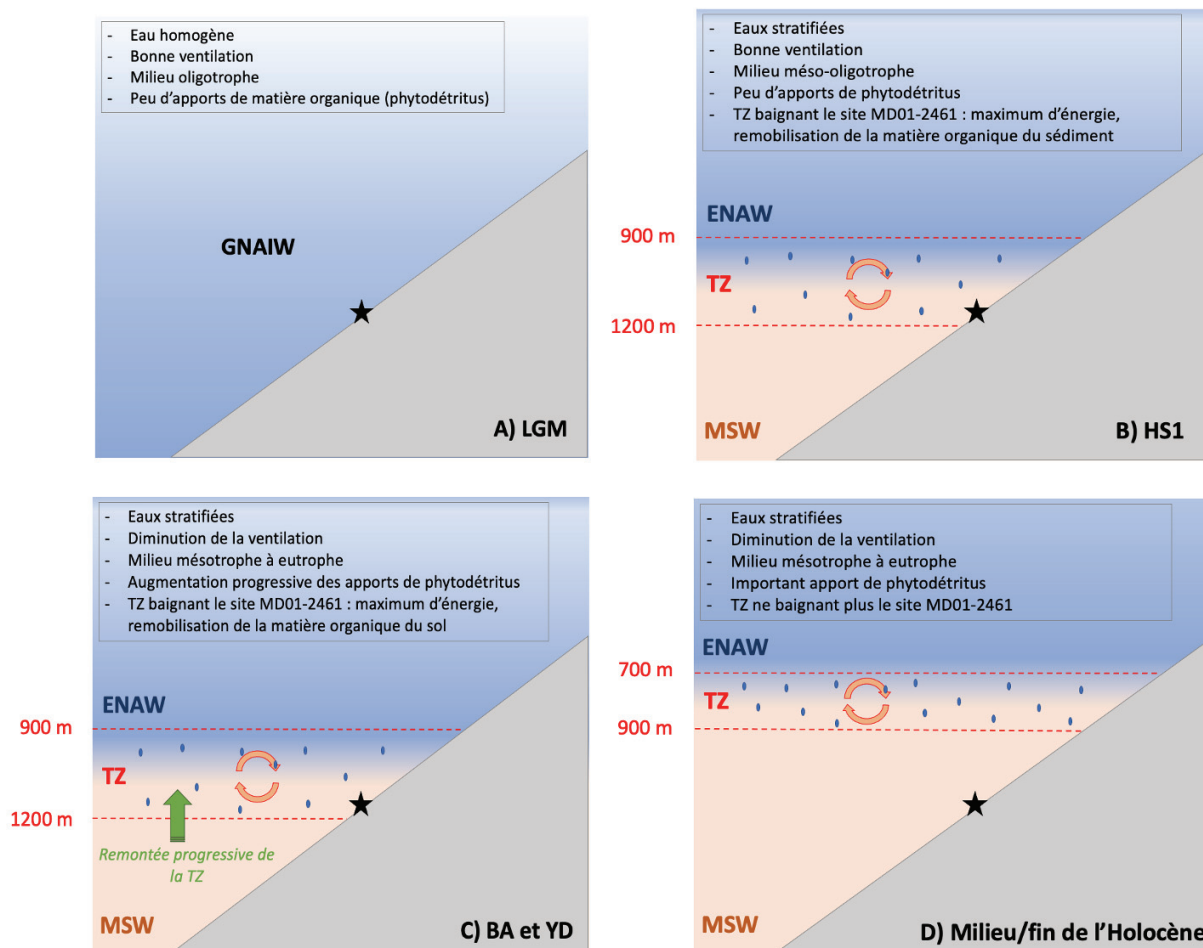 - Eau homogène
- Bonne ventilation
- Milieu oligotrophe
- Peu d'apports de matière organique (phytodétritus)
GNAIW
A) LGM
- Eaux stratifiées
- Bonne ventilation
- Milieu méso-oligotrophe
- Peu d'apports de phytodétritus
- TZ baignant le site MD01-2461 : maximum d'énergie,
remobilisation de la matière organique du sédiment
ENAW
900 m
TZ
1200 m
MSW
B) HS1
- Eaux stratifiées
- Diminution de la ventilation
- Milieu mésotrophe à eutrophe
- Augmentation progressive des apports de phytodétritus
- TZ baignant le site MD01-2461 : maximum d'énergie,
remobilisation de la matière organique du sol
ENAW
900 m
TZ
1200 m
Remontée progressive de
la TZ
MSW
C) BA et YD
- Eaux stratifiées
- Diminution de la ventilation
- Milieu mésotrophe à eutrophe
- Important apport de phytodétritus
- TZ ne baignant plus le site MD01-2461
ENAW
700 m
TZ
900 m
MSW
D) Milieu/fin de l'Holocène